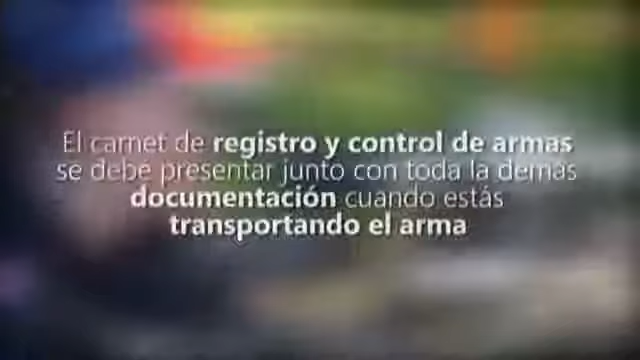 El carnet de registro y control de armas
se debe presentar junto con toda la demás
documentación cuando estás
transportando el arma